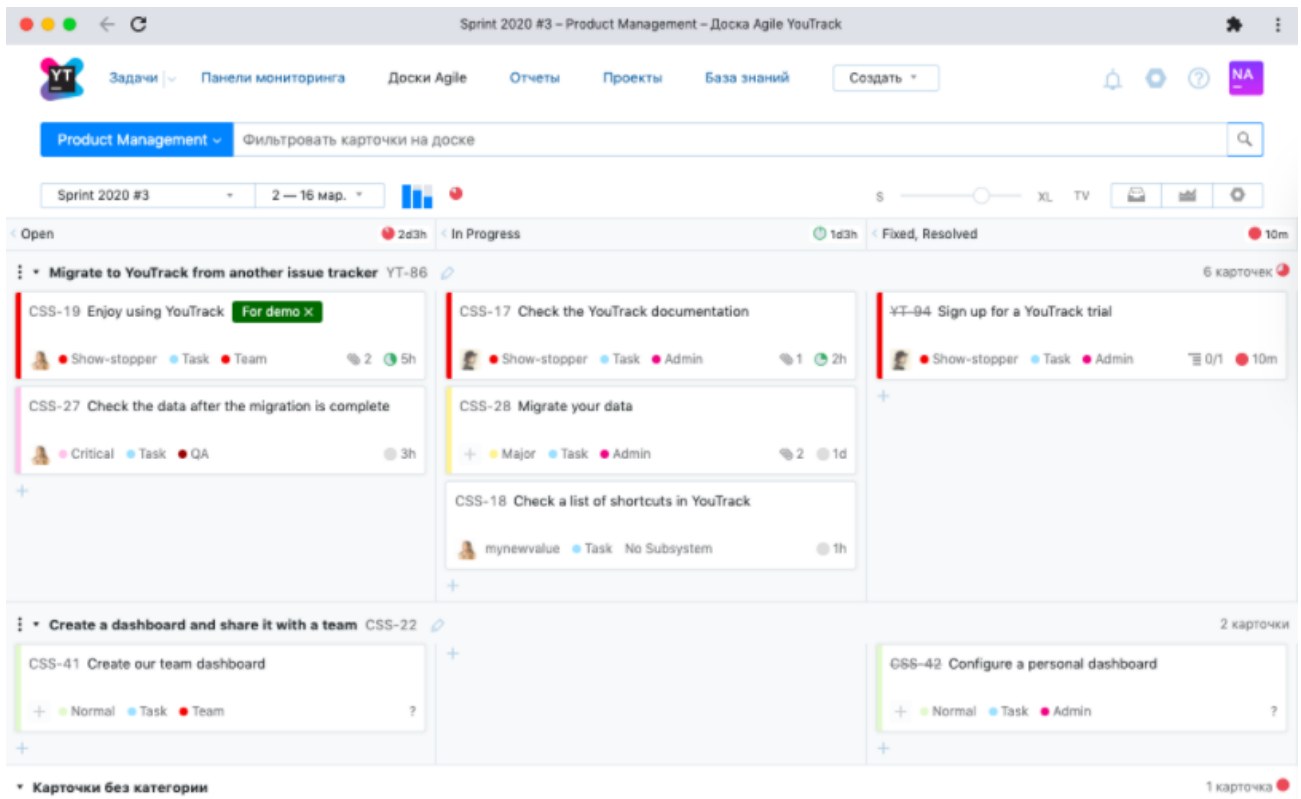 Sprint 2020 #3 – Product Management – Доска Agile YouTrack
YT Задачи Панели мониторинга Доски Agile Отчеты Проекты База знаний Создать ? NA
Product Management Фильтровать карточки на доске
Sprint 2020 #3 2 — 16 мар. S XL TV
Open 2d3h In Progress 1d3h Fixed, Resolved 10m
Migrate to YouTrack from another issue tracker YT-86 6 карточек
CSS-19 Enjoy using YouTrack For demo × CSS-17 Check the YouTrack documentation YT-94 Sign up for a YouTrack trial
Show-stopper Task Team 2 5h Show-stopper Task Admin 1 2h Show-stopper Task Admin 0/1 10m
CSS-27 Check the data after the migration is complete CSS-28 Migrate your data
Critical Task QA 3h Major Task Admin 2 1d
CSS-18 Check a list of shortcuts in YouTrack
mynewvalue Task No Subsystem 1h
Create a dashboard and share it with a team CSS-22 2 карточки
CSS-41 Create our team dashboard CSS-42 Configure a personal dashboard
Normal Task Team ? Normal Task Admin ?
Карточки без категории 1 карточка